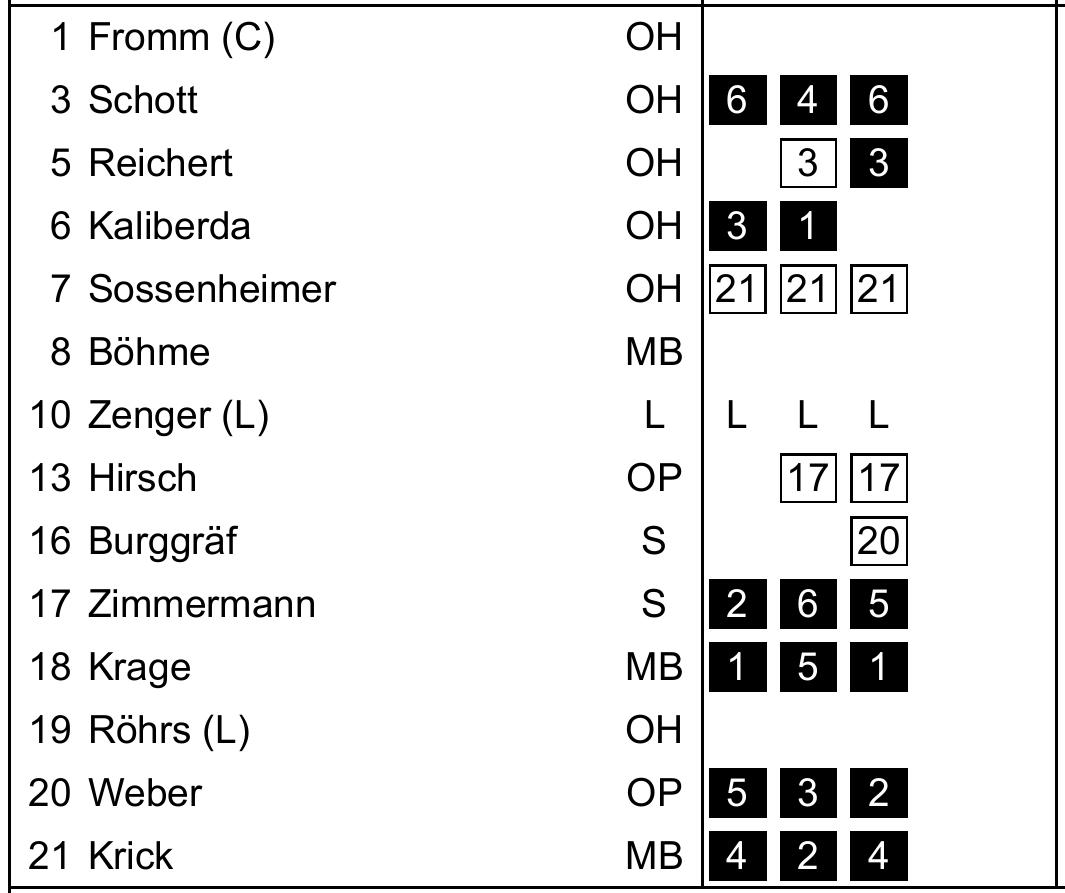 1 Fromm (C) OH
3 Schott OH 6 4 6
5 Reichert OH 3 3
6 Kaliberda OH 3 1
7 Sossenheimer OH 21 21 21
8 Böhme MB
10 Zenger (L) L L L L
13 Hirsch OP 17 17
16 Burggräf S 20
17 Zimmermann S 2 6 5
18 Krage MB 1 5 1
19 Röhrs (L) OH
20 Weber OP 5 3 2
21 Krick MB 4 2 4